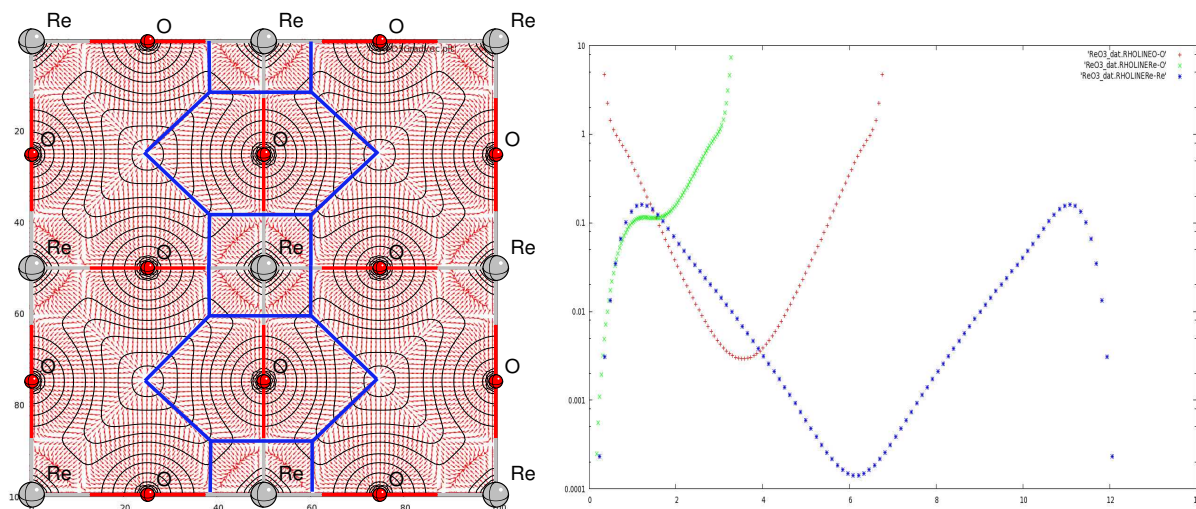 Re O Re O Re
20
O O O
40
Re O Re O Re
60
O O O
80
Re O Re O Re
20 40 60 80
10
1
0.1
0.01
0.001
0.0001
0 2 4 6 8 10 12 14
'ReO3_dat.RHOLINEO-O'
'ReO3_dat.RHOLINERe-O'
'ReO3_dat.RHOLINERe-Re'